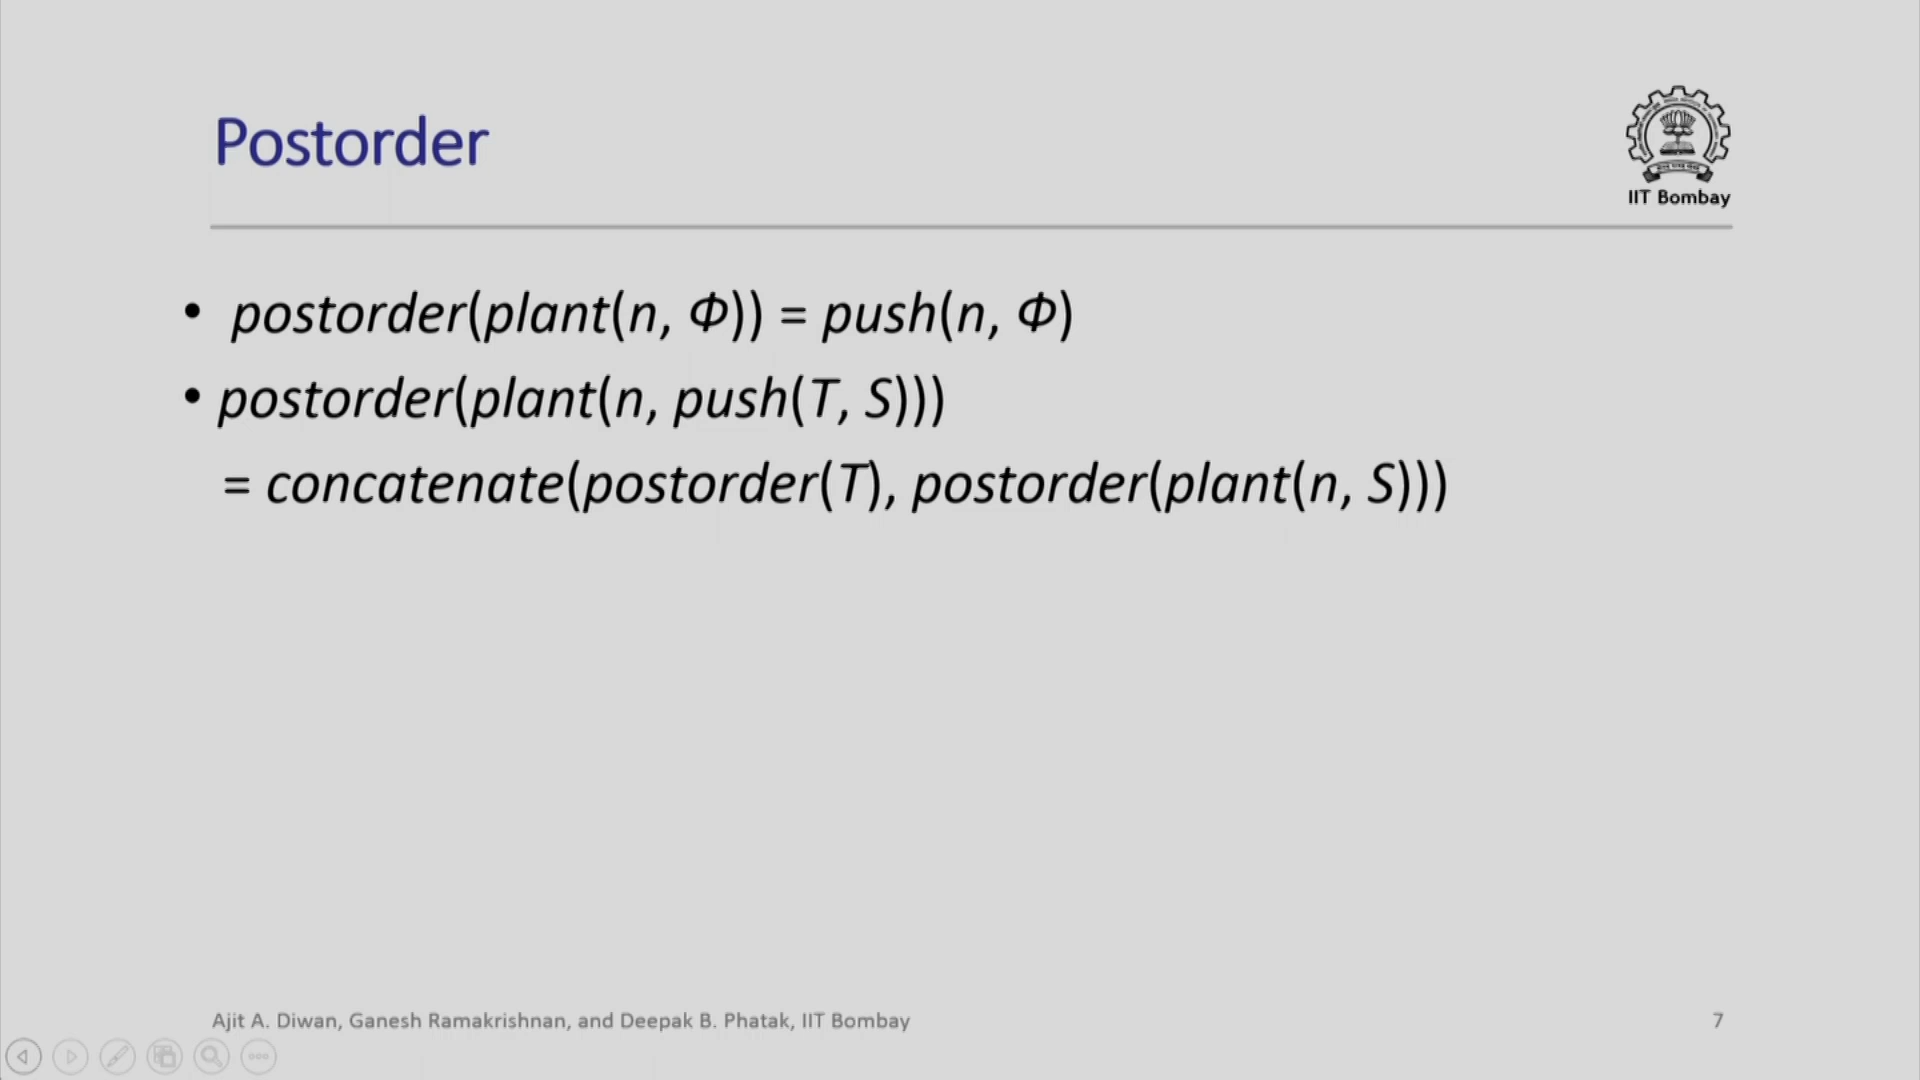 Postorder
IIT Bombay
• postorder(plant(n, Φ)) = push(n, Φ)
• postorder(plant(n, push(T, S)))
= concatenate(postorder(T), postorder(plant(n, S)))
Ajit A. Diwan, Ganesh Ramakrishnan, and Deepak B. Phatak, IIT Bombay
7